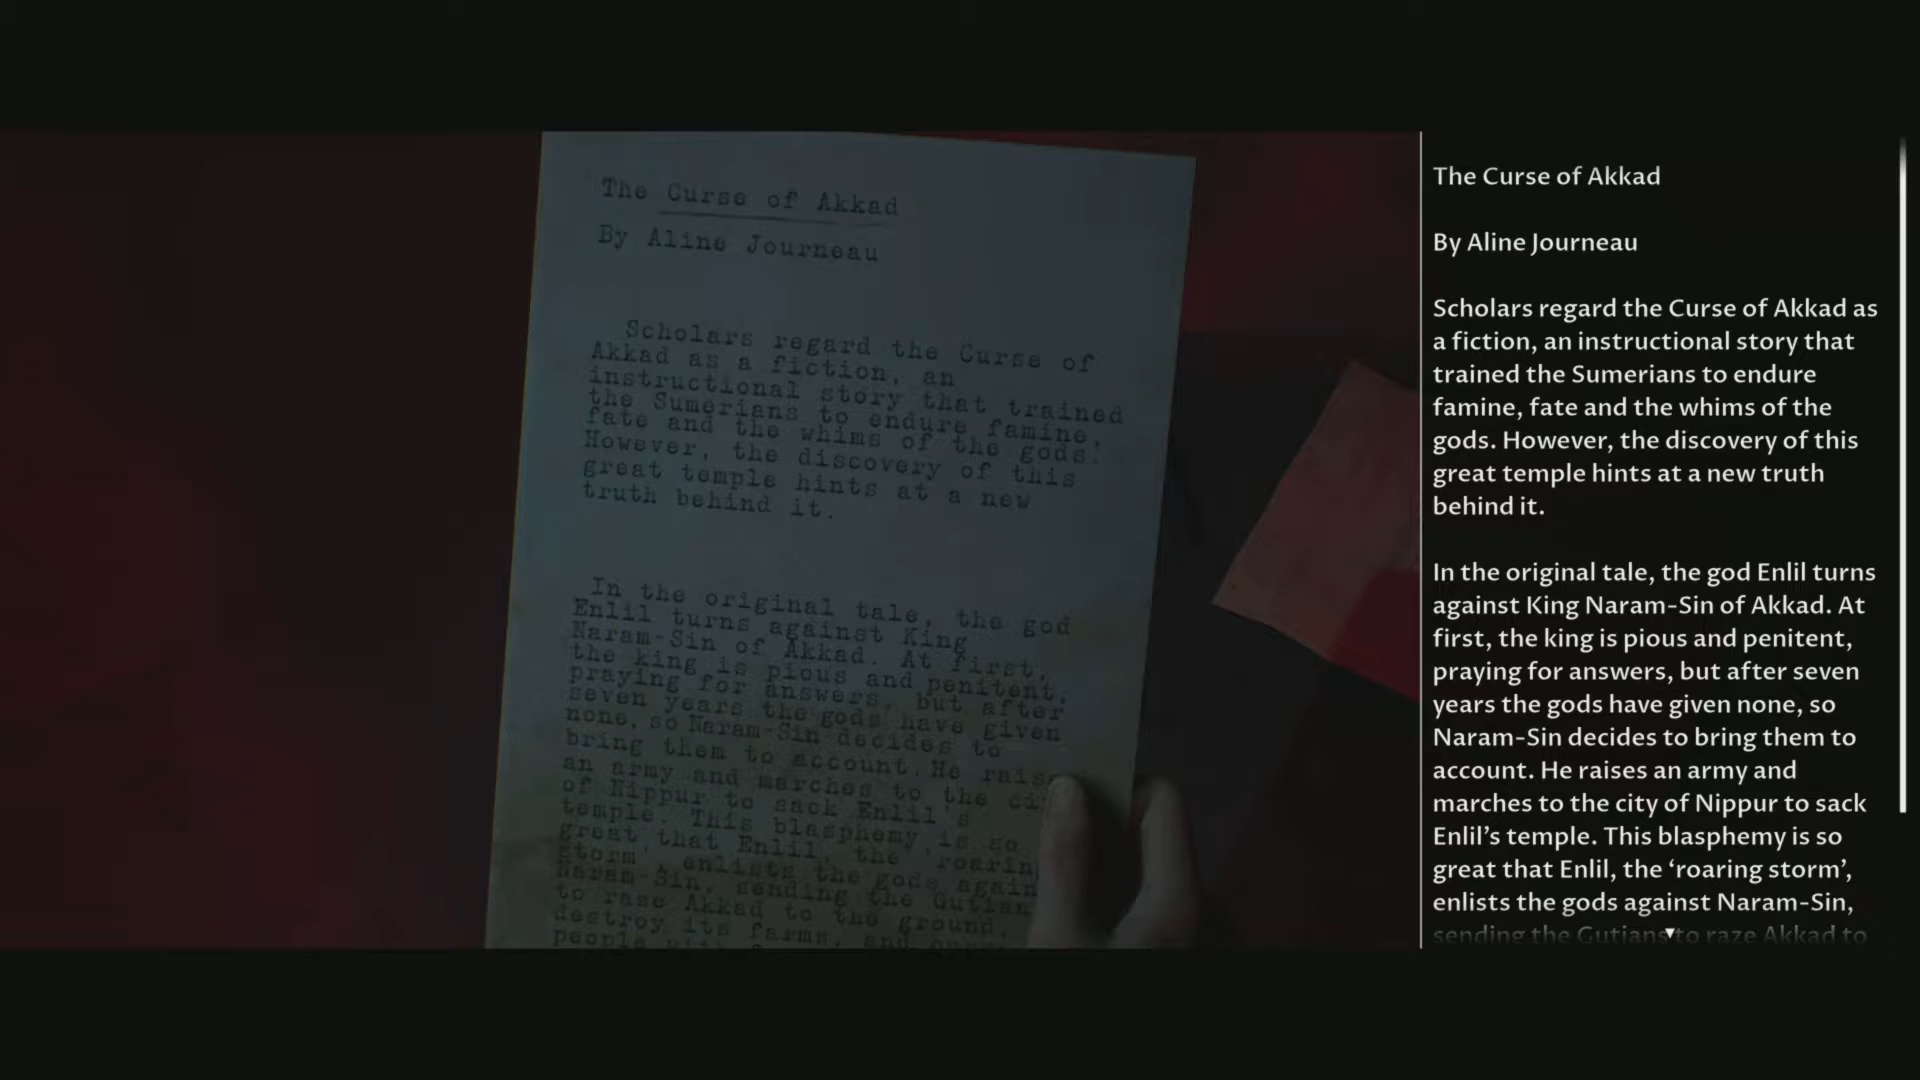 The Curse of Akkad
By Aline Journeau
Scholars regard the Curse of
Akkad as a fiction, an
instructional story that trained
the Sumerians to endure famine,
fate and the whims of the gods.
However, the discovery of this
great temple hints at a new
truth behind it.
In the original tale, the god
Enlil turns against King
Naram-Sin of Akkad. At first,
the king is pious and penitent,
praying for answers, but after
seven years the gods have given
none, so Naram-Sin decides to
bring them to account. He rais
an army and marches to the ci
of Nippur to sack Enlil's
temple. This blasphemy is so
great that Enlil, the 'roarin
storm', enlists the gods again
Naram-Sin, sending the Gutian
to raze Akkad to the ground,
destroy its farms, and
people
The Curse of Akkad
By Aline Journeau
Scholars regard the Curse of Akkad as
a fiction, an instructional story that
trained the Sumerians to endure
famine, fate and the whims of the
gods. However, the discovery of this
great temple hints at a new truth
behind it.
In the original tale, the god Enlil turns
against King Naram-Sin of Akkad. At
first, the king is pious and penitent,
praying for answers, but after seven
years the gods have given none, so
Naram-Sin decides to bring them to
account. He raises an army and
marches to the city of Nippur to sack
Enlil’s temple. This blasphemy is so
great that Enlil, the ‘roaring storm’,
enlists the gods against Naram-Sin,
sending the Gutians to raze Akkad to